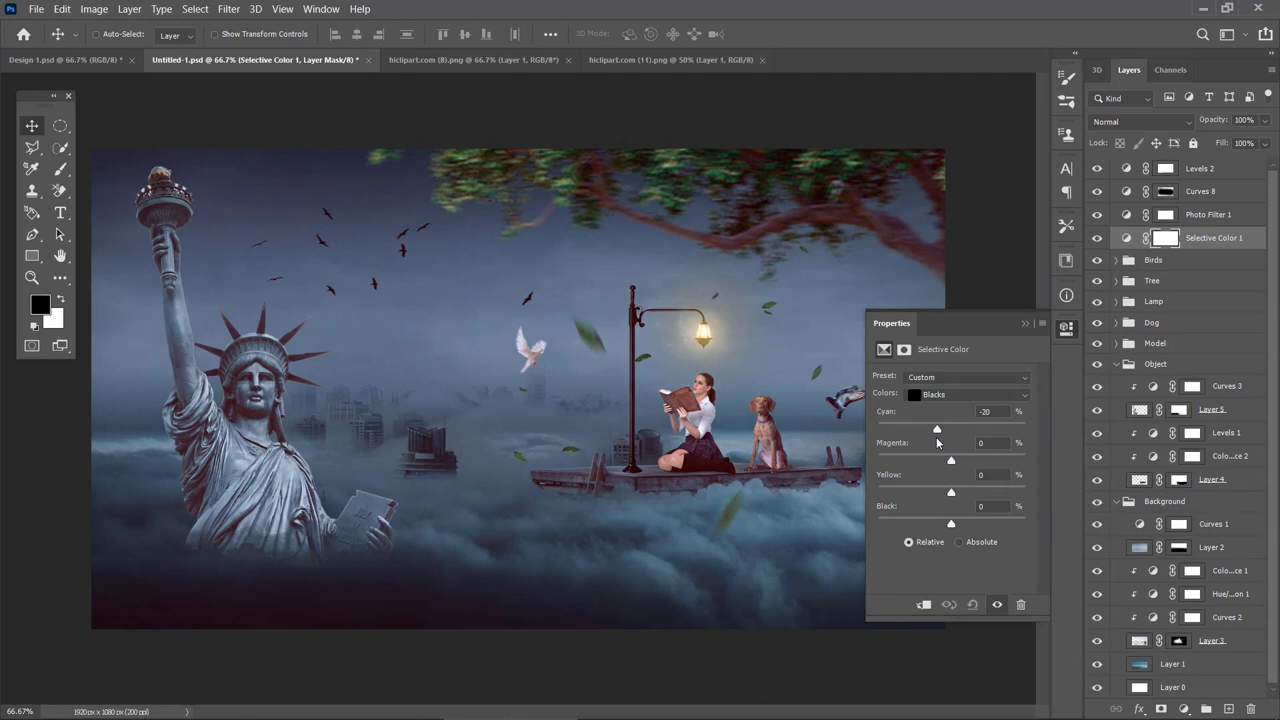 Ps File Edit Image Layer Type Select Filter 3D View Window Help
Auto-Select: Layer Show Transform Controls 3D Mode:
Design 1.psd @ 66.7% (RGB/8) *
Untitled-1.psd @ 66.7% (Selective Color 1, Layer Mask/8) *
hiclipart.com (8).png @ 66.7% (Layer 1, RGB/8*)
hiclipart.com (11).png @ 50% (Layer 1, RGB/8)
3D Layers Channels
Kind
Normal Opacity: 100%
Lock: Fill: 100%
Levels 2
Curves 8
Photo Filter 1
Selective Color 1
Birds
Tree
Lamp
Dog
Model
Object
Curves 3
Layer 5
Levels 1
Colo...ce 2
Layer 4
Background
Curves 1
Layer 2
Colo...ce 1
Hue/...on 1
Curves 2
Layer 3
Layer 1
Layer 0
Properties
Selective Color
Preset: Custom
Colors: Blacks
Cyan: -20 %
Magenta: 0 %
Yellow: 0 %
Black: 0 %
Relative Absolute
66.67% 1920 px x 1080 px (200 ppi)